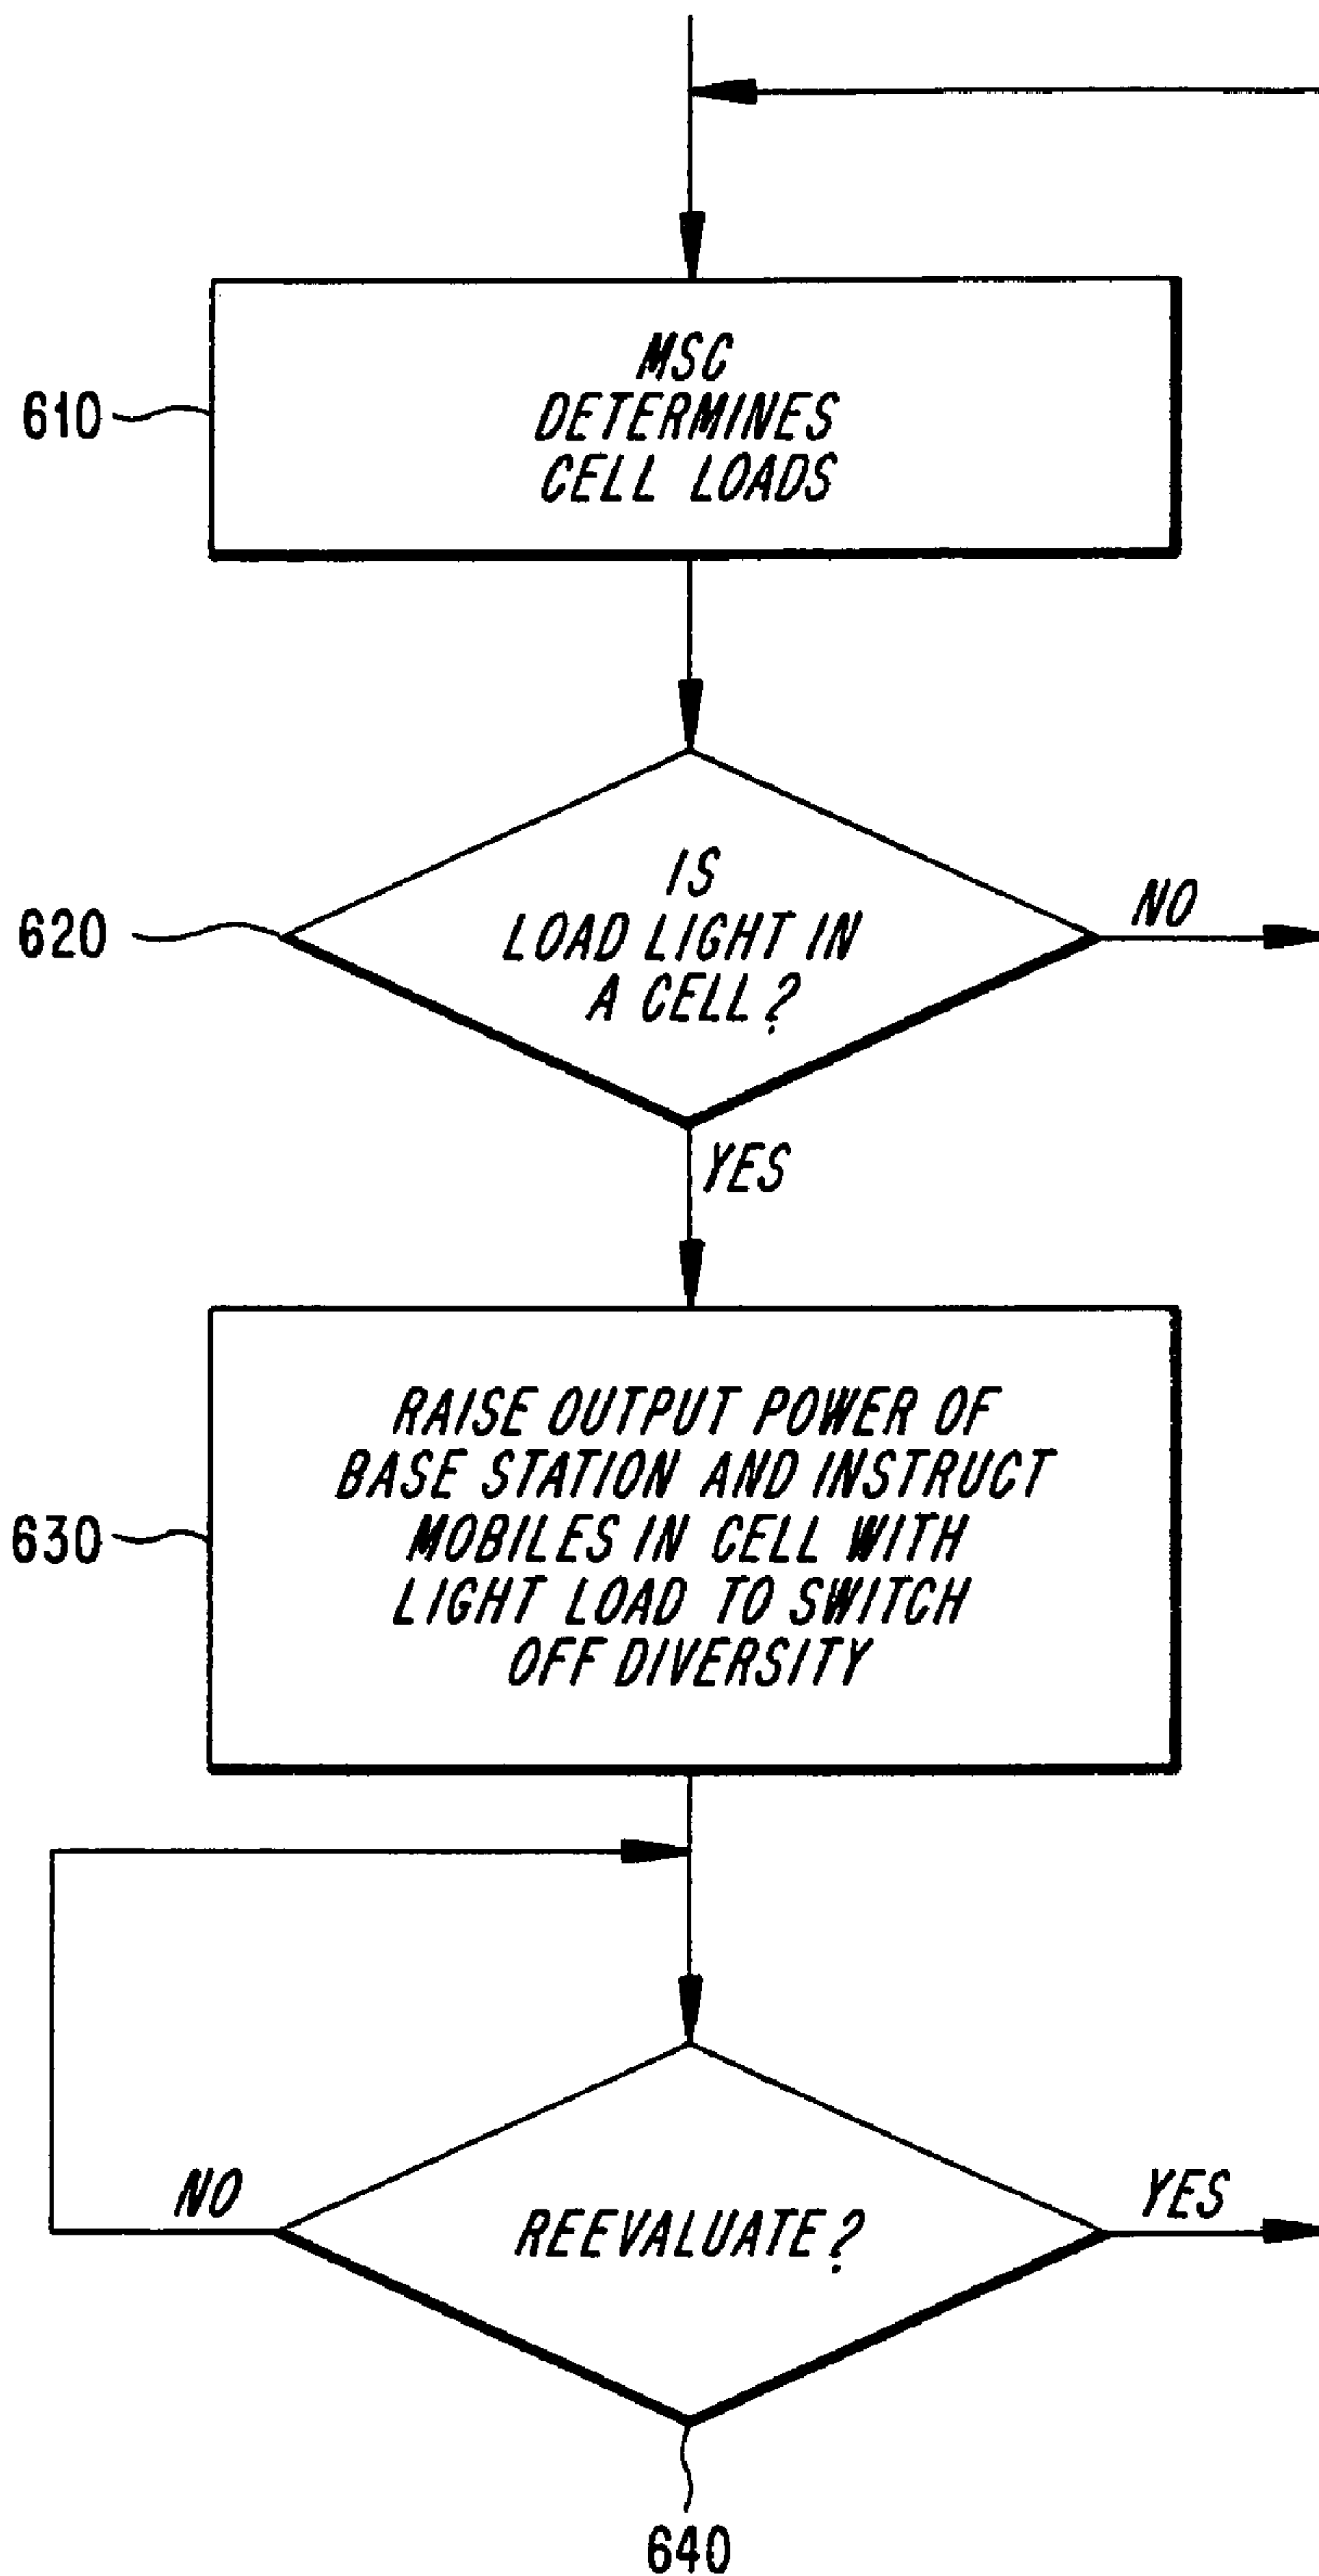 MSC
DETERMINES
CELL LOADS
610
IS
LOAD LIGHT IN
A CELL?
620
NO
YES
RAISE OUTPUT POWER OF
BASE STATION AND INSTRUCT
MOBILES IN CELL WITH
LIGHT LOAD TO SWITCH
OFF DIVERSITY
630
NO
REEVALUATE?
YES
640